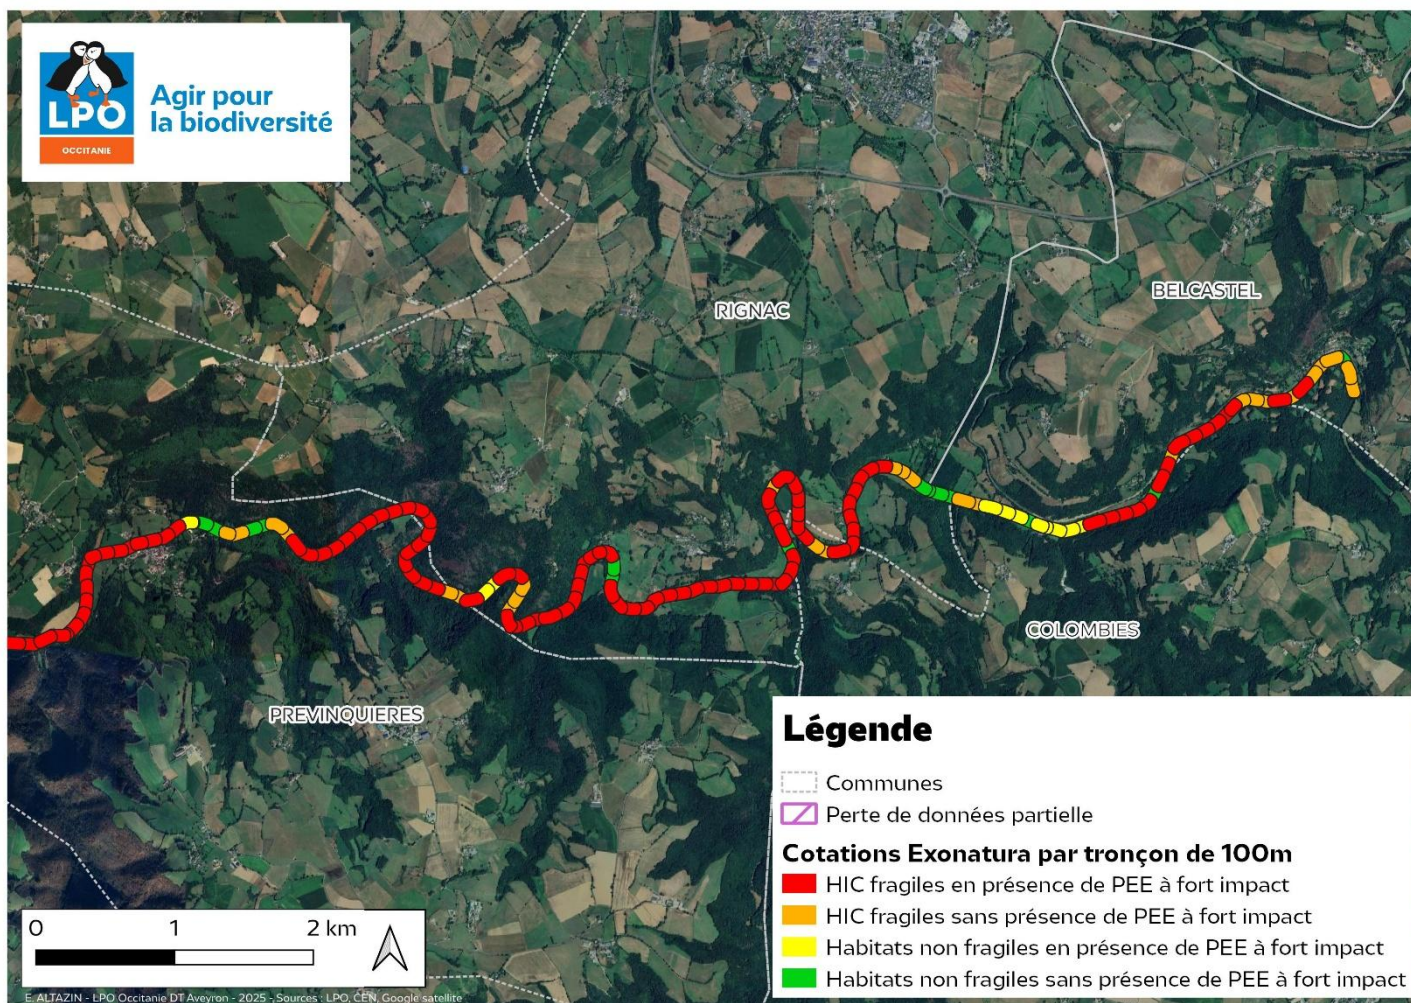 LPO
OCCITANIE
Agir pour
la biodiversité
BELCASTEL
RIGNAC
COLOMBIES
PREVINQUIERES
Légende
Communes
Perte de données partielle
Cotations Exonatura par tronçon de 100m
HIC fragiles en présence de PEE à fort impact
HIC fragiles sans présence de PEE à fort impact
Habitats non fragiles en présence de PEE à fort impact
Habitats non fragiles sans présence de PEE à fort impact
0 1 2 km
E. ALTAZIN - LPO Occitanie DT Aveyron - 2025 - Sources : LPO, CEN, Google satellite